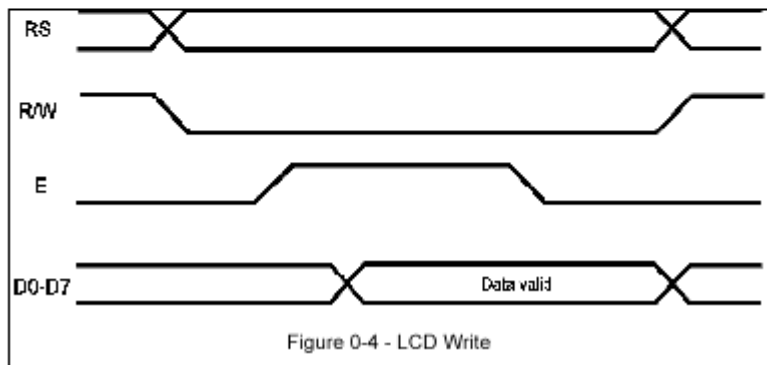 RS
R/W
E
D0-D7
Data valid
Figure 0-4 - LCD Write